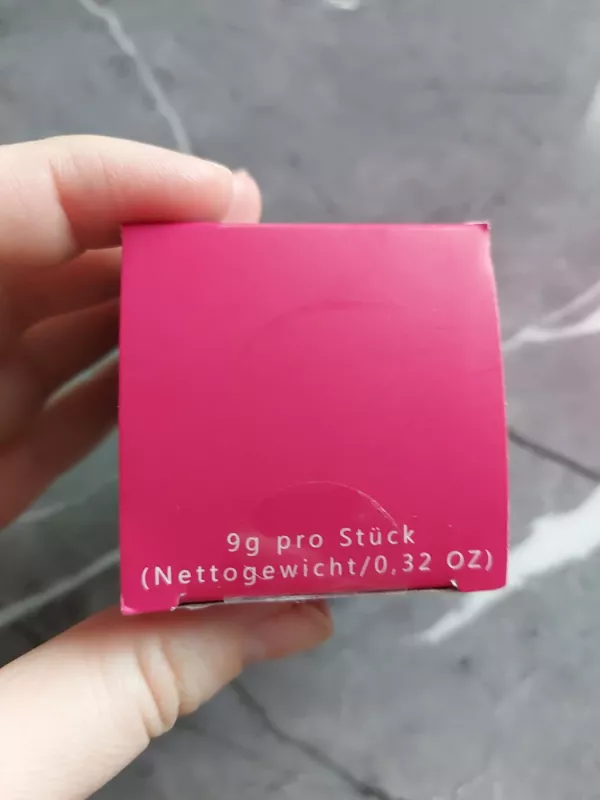 9g pro Stück
(Nettogewicht/0,32 OZ)